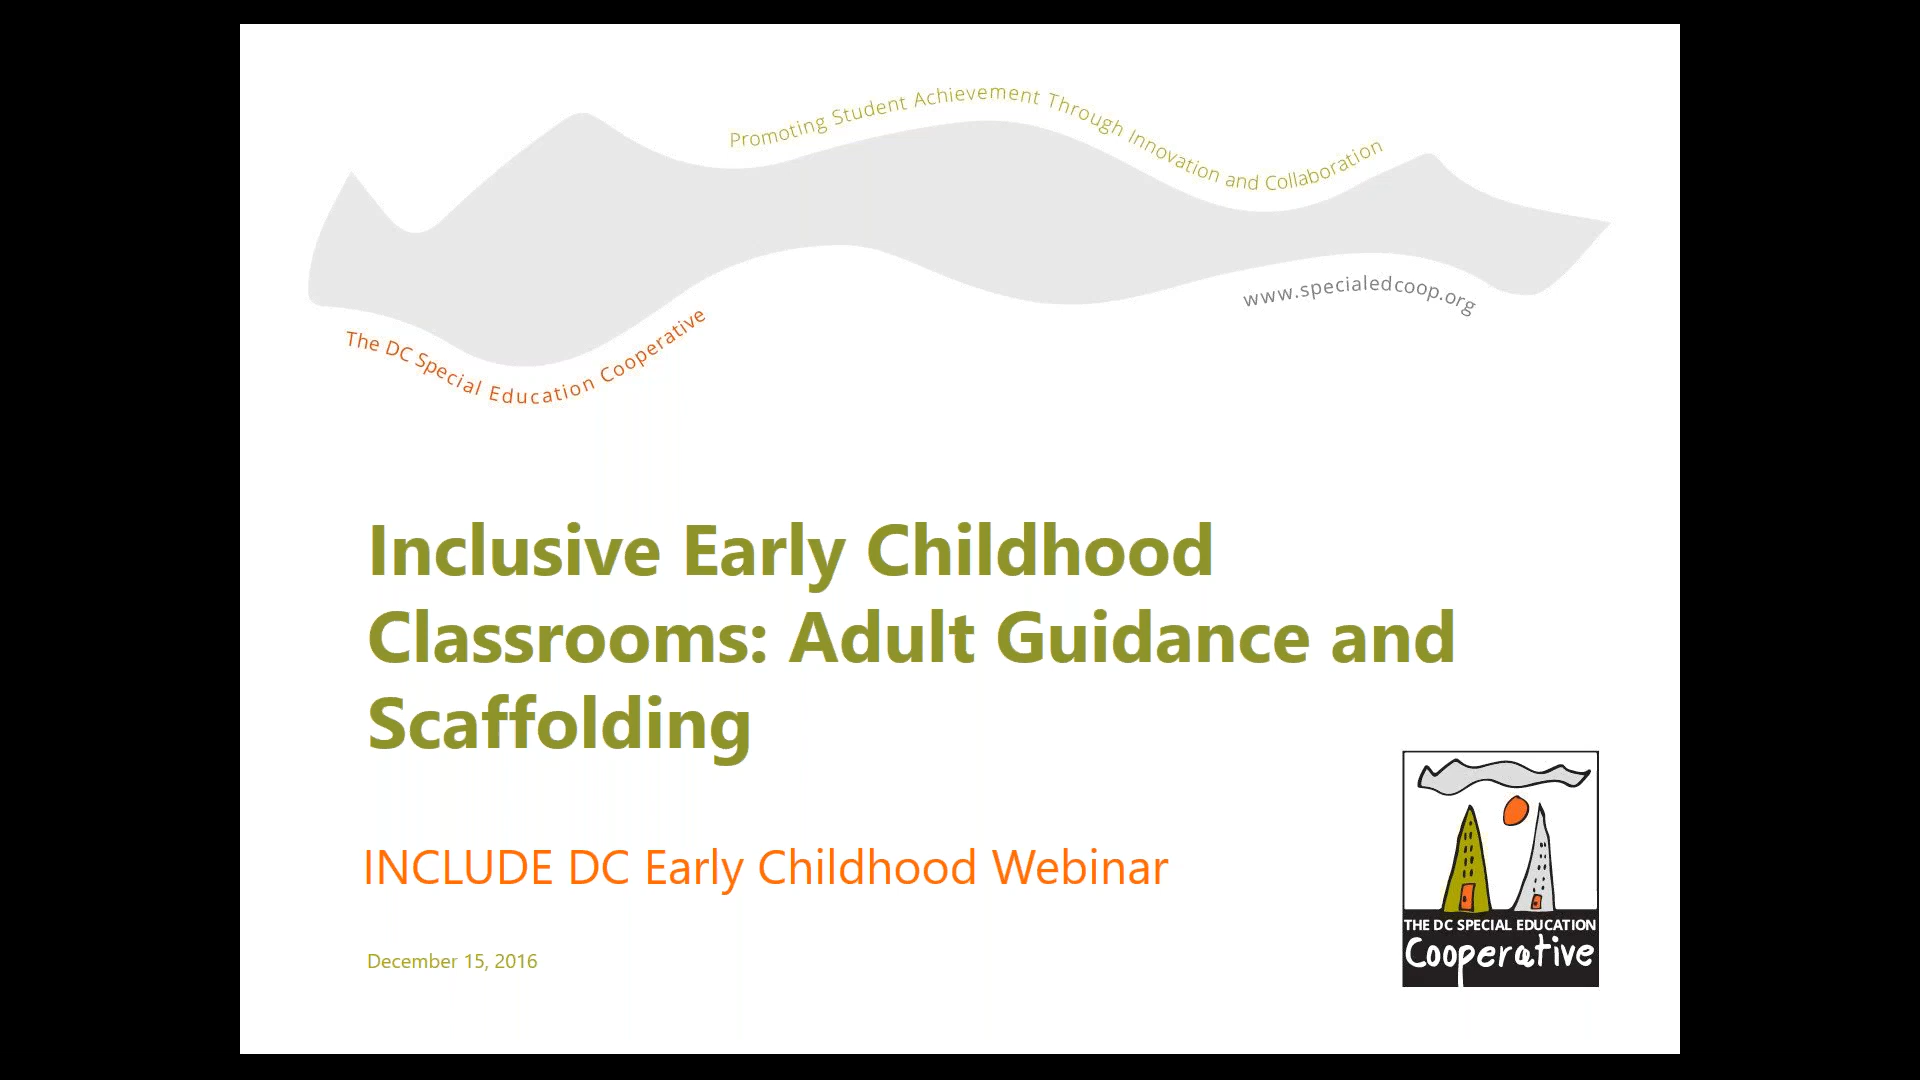 Promoting Student Achievement Through Innovation and Collaboration
www.specialedcoop.org
The DC Special Education Cooperative
Inclusive Early Childhood
Classrooms: Adult Guidance and
Scaffolding
INCLUDE DC Early Childhood Webinar
December 15, 2016
THE DC SPECIAL EDUCATION
Cooperative